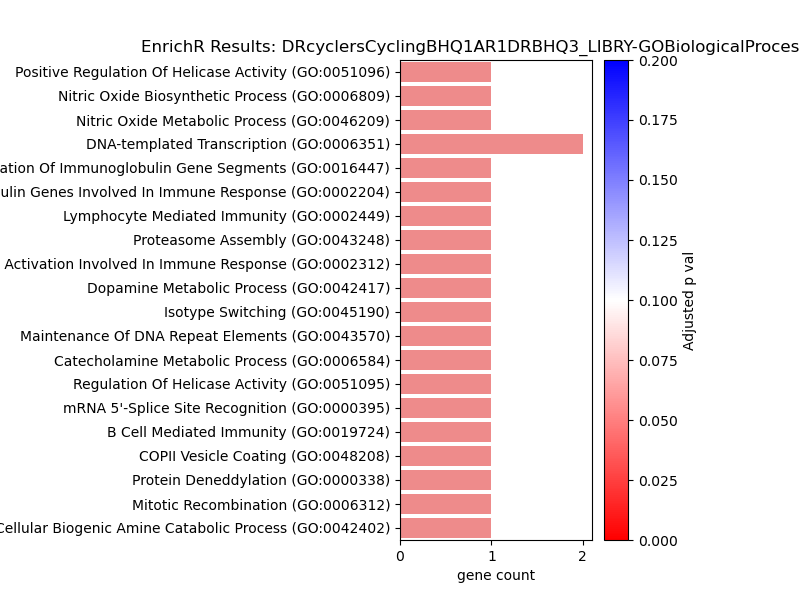 EnrichR Results: DRcyclersCyclingBHQ1AR1DRBHQ3_LIBRY-GOBiologicalProces
Positive Regulation Of Helicase Activity (GO:0051096)
Nitric Oxide Biosynthetic Process (GO:0006809)
Nitric Oxide Metabolic Process (GO:0046209)
DNA-templated Transcription (GO:0006351)
ation Of Immunoglobulin Gene Segments (GO:0016447)
ulin Genes Involved In Immune Response (GO:0002204)
Lymphocyte Mediated Immunity (GO:0002449)
Proteasome Assembly (GO:0043248)
Activation Involved In Immune Response (GO:0002312)
Dopamine Metabolic Process (GO:0042417)
Isotype Switching (GO:0045190)
Maintenance Of DNA Repeat Elements (GO:0043570)
Catecholamine Metabolic Process (GO:0006584)
Regulation Of Helicase Activity (GO:0051095)
mRNA 5'-Splice Site Recognition (GO:0000395)
B Cell Mediated Immunity (GO:0019724)
COPII Vesicle Coating (GO:0048208)
Protein Deneddylation (GO:0000338)
Mitotic Recombination (GO:0006312)
Cellular Biogenic Amine Catabolic Process (GO:0042402)
0 1 2
gene count
0.200
0.175
0.150
0.125
0.100
0.075
0.050
0.025
0.000
Adjusted p val